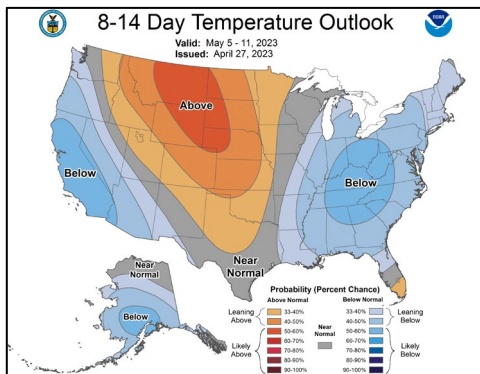 8-14 Day Temperature Outlook
Valid: May 5 - 11, 2023
Issued: April 27, 2023
NOAA
Above
Below
Below
Near
Normal
Near
Normal
Below
Probability (Percent Chance)
Above Normal
Below Normal
Leaning
Above
33-40%
40-50%
Likely
Above
50-60%
60-70%
70-80%
80-90%
90-100%
Near
Normal
33-40%
40-50%
Leaning
Below
50-60%
60-70%
70-80%
80-90%
90-100%
Likely
Below